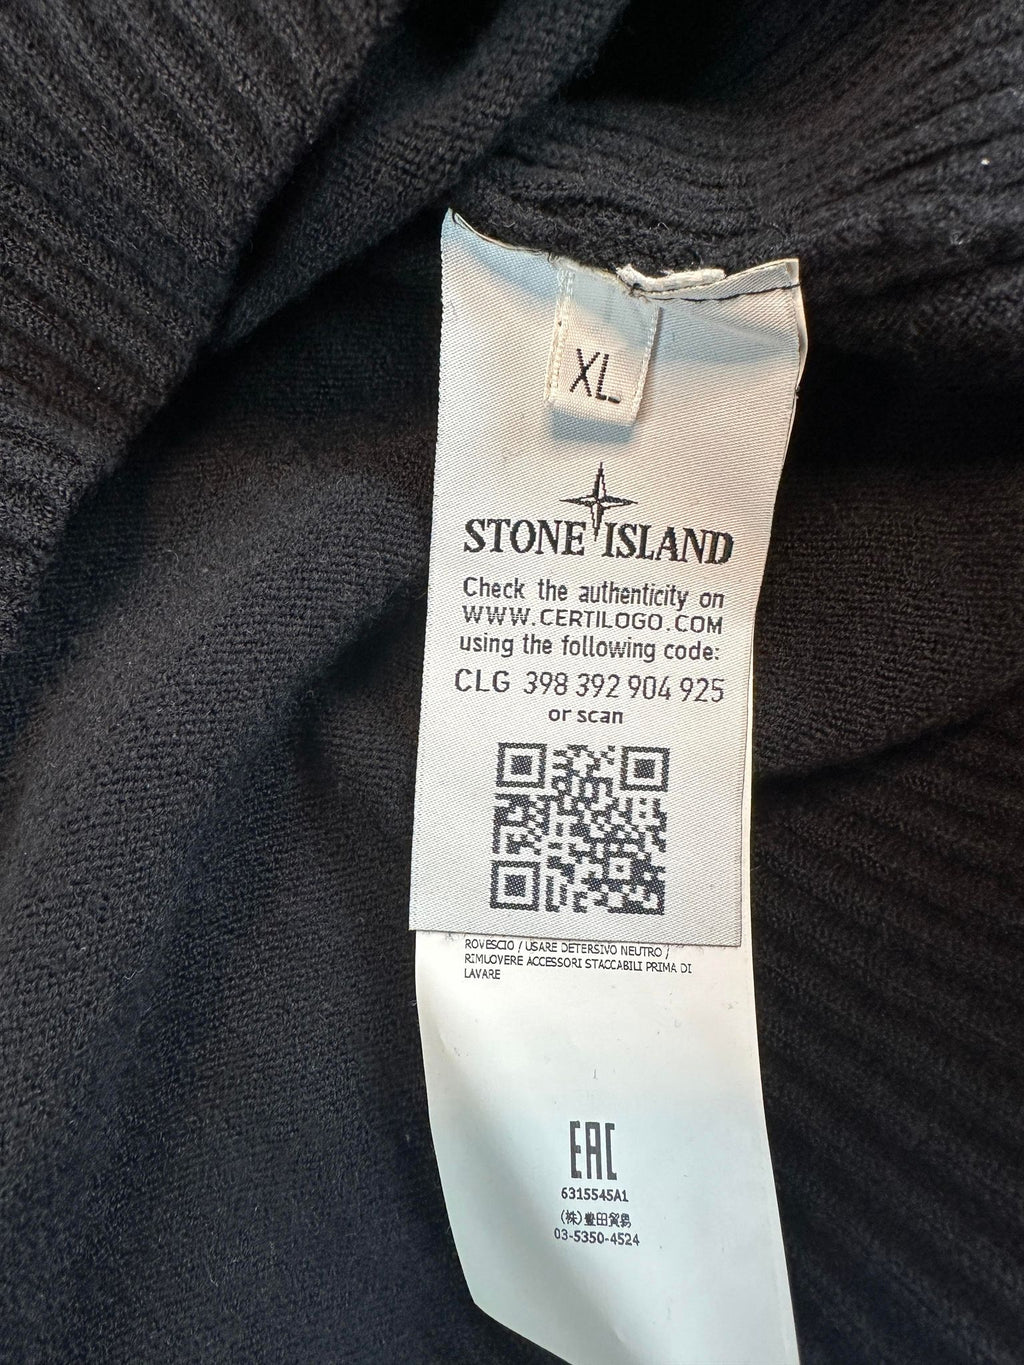 XL
STONE ISLAND
Check the authenticity on
WWW.CERTILOGO.COM
using the following code:
CLG 398 392 904 925
or scan
ROVESCIO / USARE DETERSIVO NEUTRO /
RIMUOVERE ACCESSORI STACCABILI PRIMA DI
LAVARE
EAC
6315545A1
(株)豊田貿易
03-5350-4524